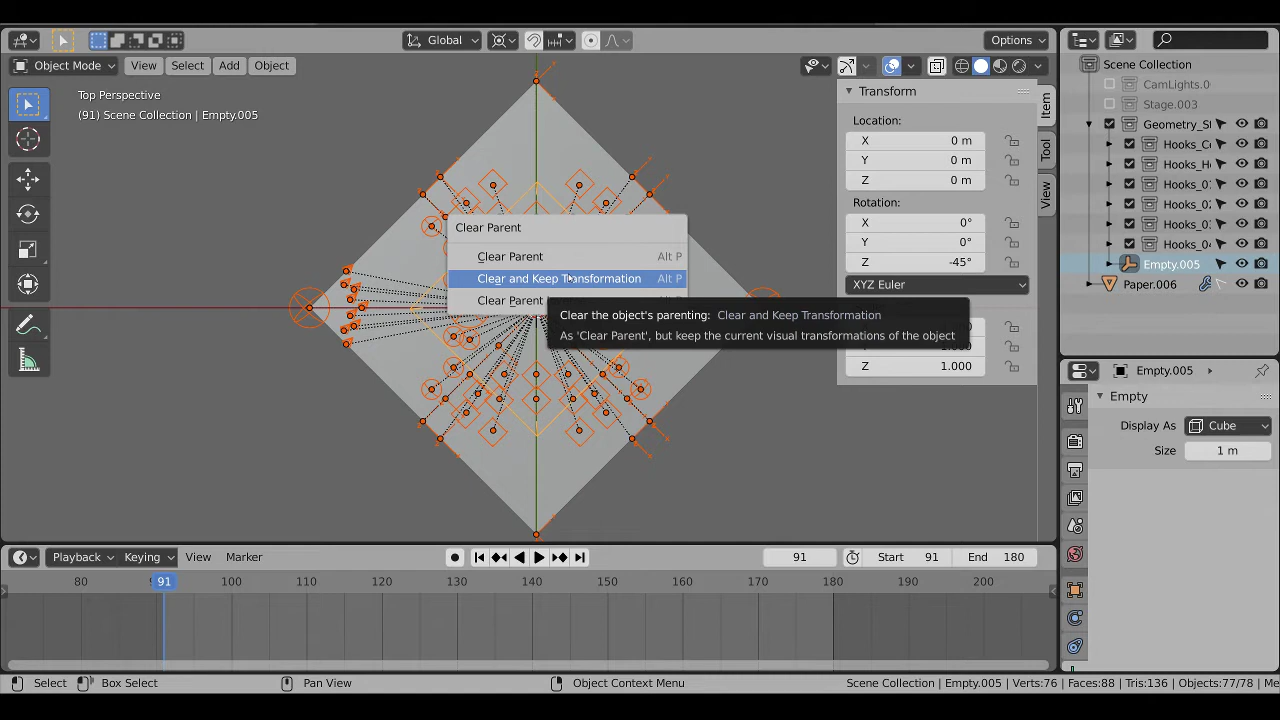 Global
Options
Object Mode
View
Select
Add
Object
Top Perspective
(91) Scene Collection | Empty.005
Transform
Location:
X 0 m
Y 0 m
Z 0 m
Rotation:
X 0°
Y 0°
Z -45°
XYZ Euler
1.000
Z 1.000
Item
Tool
View
Clear Parent
Clear Parent Alt P
Clear and Keep Transformation Alt P
Clear Parent
Clear the object's parenting: Clear and Keep Transformation
As 'Clear Parent', but keep the current visual transformations of the object
Scene Collection
CamLights.0
Stage.003
Geometry_S
Hooks_C
Hooks_H
Hooks_0
Hooks_0
Hooks_0
Hooks_0
Empty.005
Paper.006
Empty.005
Empty
Display As Cube
Size 1 m
Playback
Keying
View
Marker
91
Start 91
End 180
80
91
100
110
120
130
140
150
160
170
180
190
200
Select
Box Select
Pan View
Object Context Menu
Scene Collection | Empty.005 | Verts:76 | Faces:88 | Tris:136 | Objects:77/78 | Me